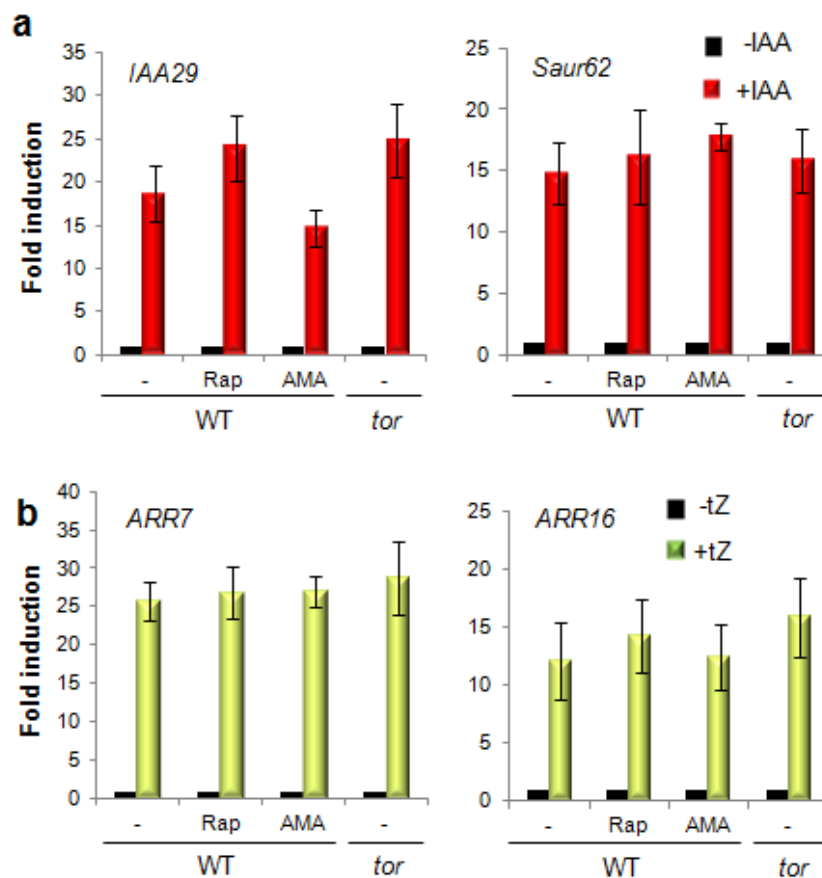 a
IAA29
Saur62
-IAA
+IAA
Fold induction
35
30
25
20
15
10
5
0
25
20
15
10
5
0
- Rap AMA -
WT tor
- Rap AMA -
WT tor
b
ARR7
ARR16
-tZ
+tZ
Fold induction
40
35
30
25
20
15
10
5
0
25
20
15
10
5
0
- Rap AMA -
WT tor
- Rap AMA -
WT tor